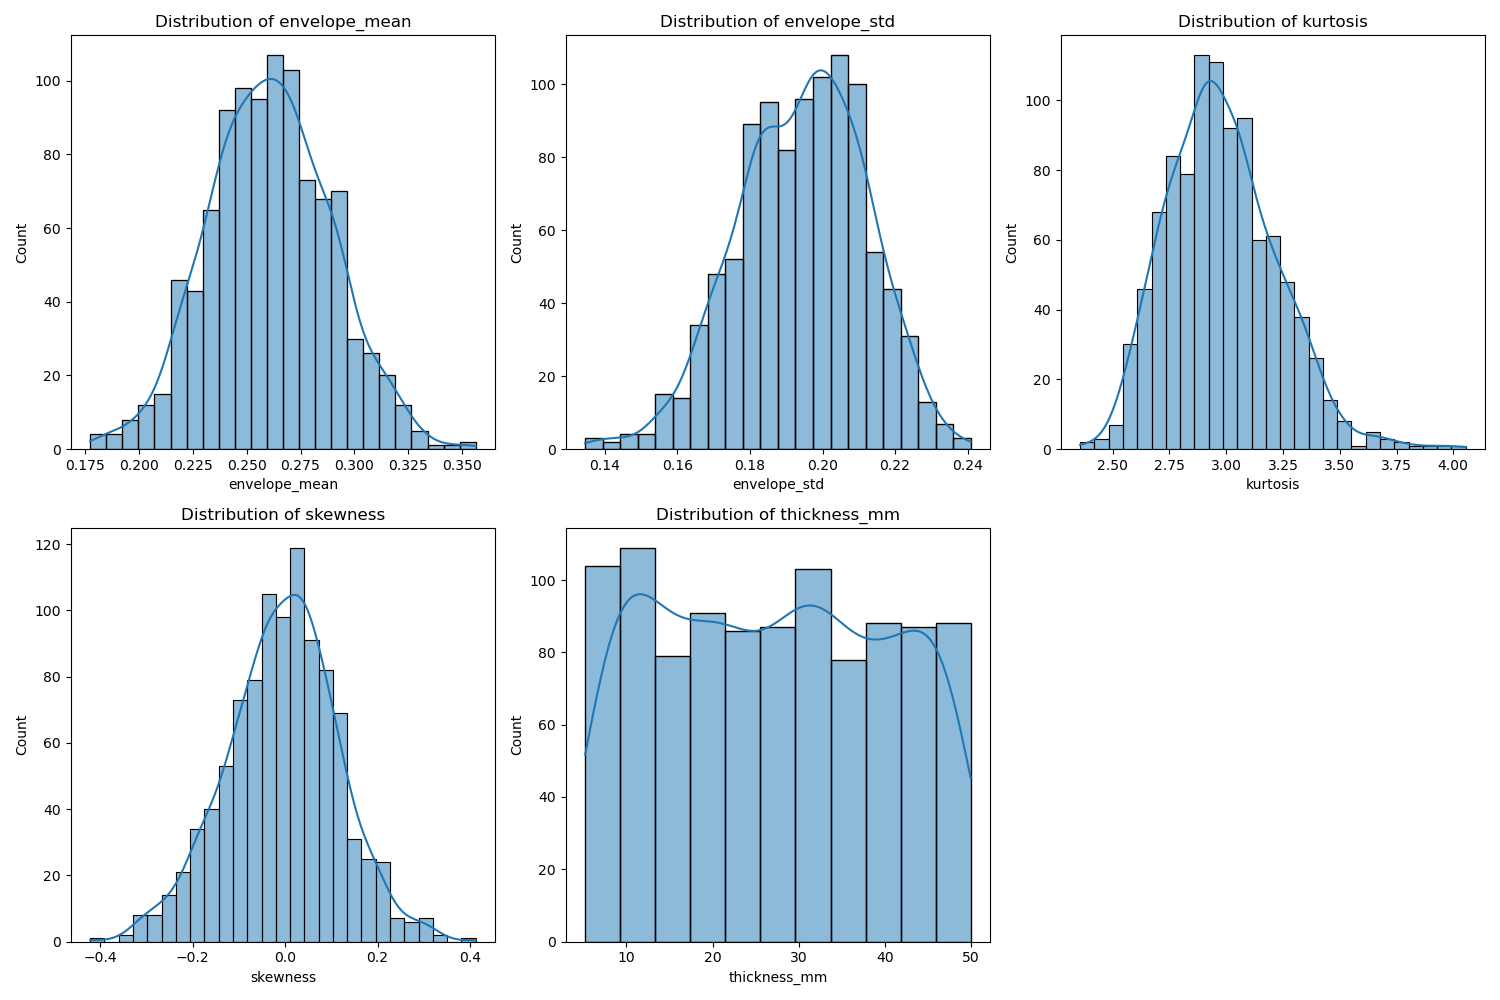 Distribution of envelope_mean
Count
100
80
60
40
20
0
0.175 0.200 0.225 0.250 0.275 0.300 0.325 0.350
envelope_mean
Distribution of envelope_std
Count
100
80
60
40
20
0
0.14 0.16 0.18 0.20 0.22 0.24
envelope_std
Distribution of kurtosis
Count
100
80
60
40
20
0
2.50 2.75 3.00 3.25 3.50 3.75 4.00
kurtosis
Distribution of skewness
Count
120
100
80
60
40
20
0
−0.4 −0.2 0.0 0.2 0.4
skewness
Distribution of thickness_mm
Count
100
80
60
40
20
0
10 20 30 40 50
thickness_mm